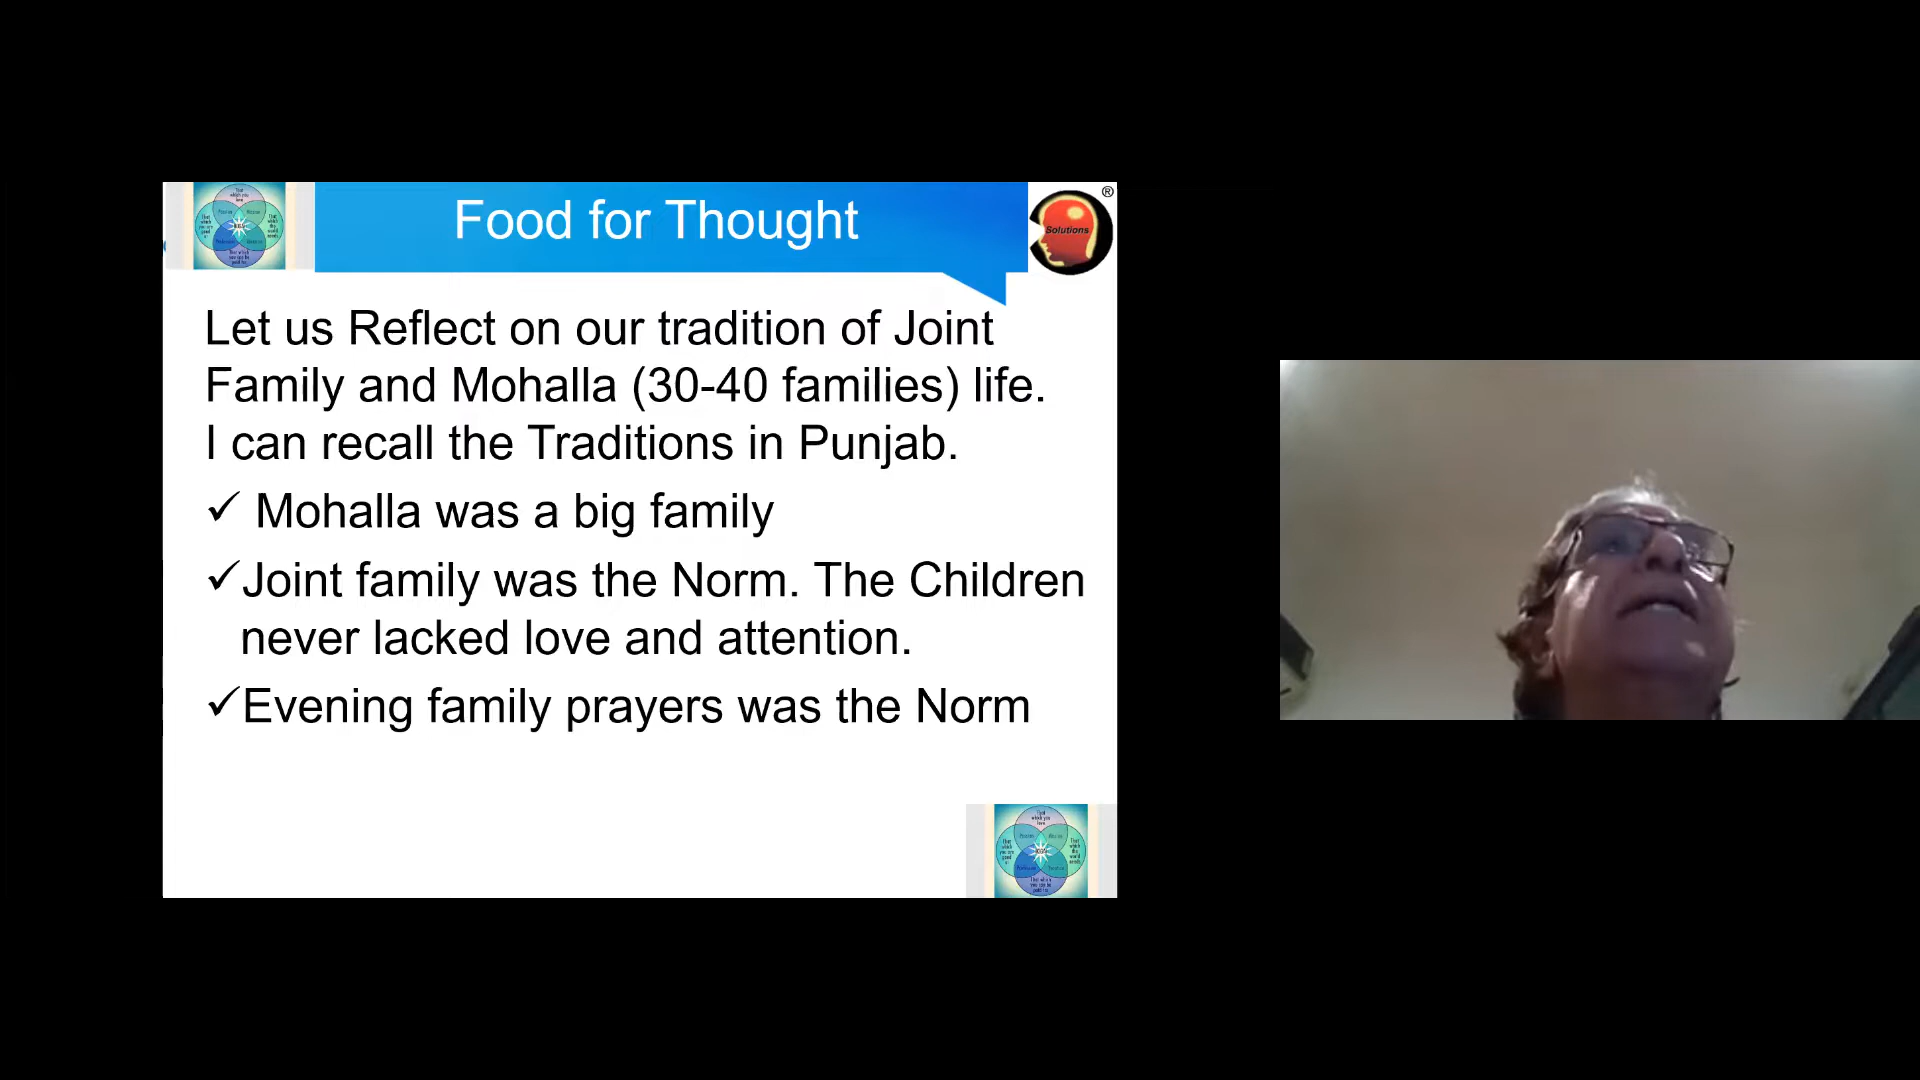 Food for Thought
®
Solutions
Let us Reflect on our tradition of Joint
Family and Mohalla (30-40 families) life.
I can recall the Traditions in Punjab.
✓ Mohalla was a big family
✓Joint family was the Norm. The Children
never lacked love and attention.
✓Evening family prayers was the Norm